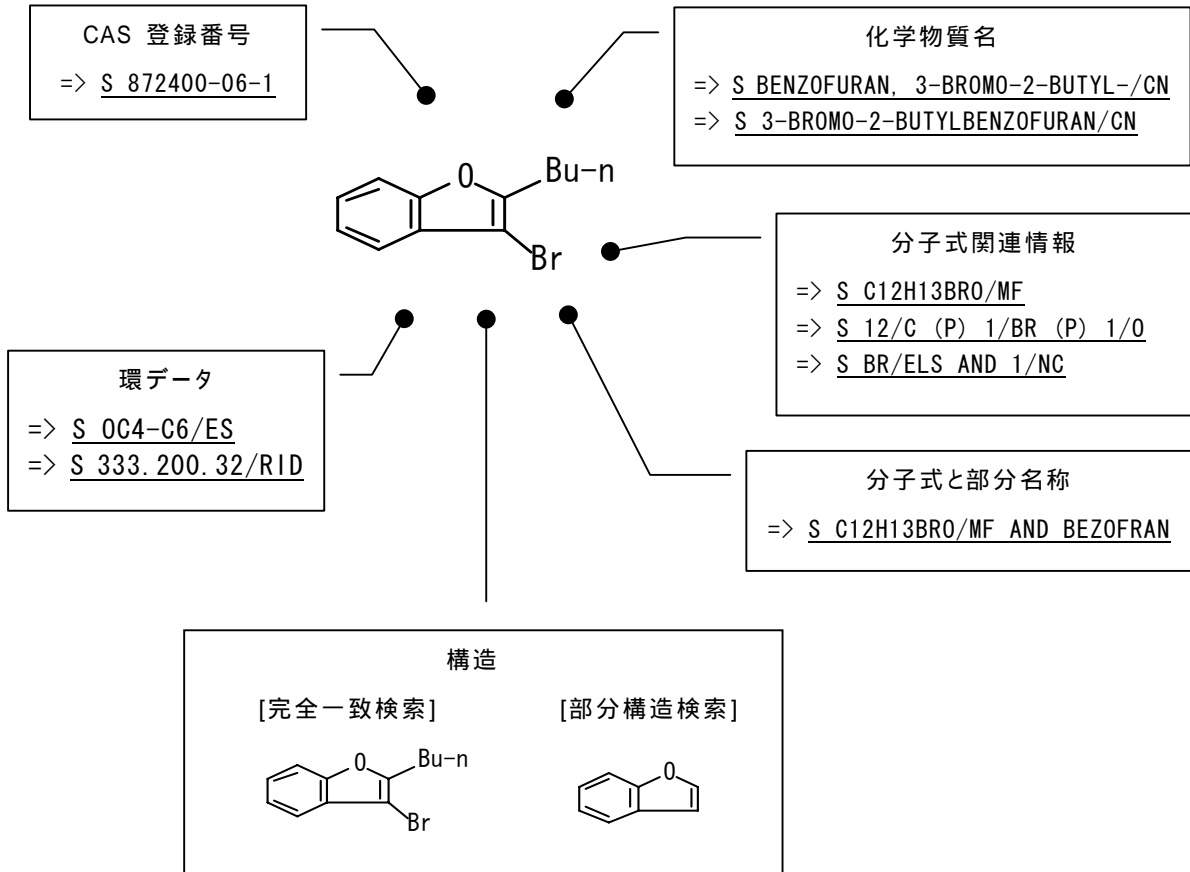 CAS 登録番号
=> S 872400-06-1
化学物質名
=> S BENZOFURAN, 3-BROMO-2-BUTYL-/CN
=> S 3-BROMO-2-BUTYLBENZOFURAN/CN
O
Bu-n
Br
分子式関連情報
=> S C12H13BRO/MF
=> S 12/C (P) 1/BR (P) 1/O
=> S BR/ELS AND 1/NC
環データ
=> S OC4-C6/ES
=> S 333.200.32/RID
分子式と部分名称
=> S C12H13BRO/MF AND BEZOFRAN
構造
[完全一致検索] [部分構造検索]
O
Bu-n
Br
O